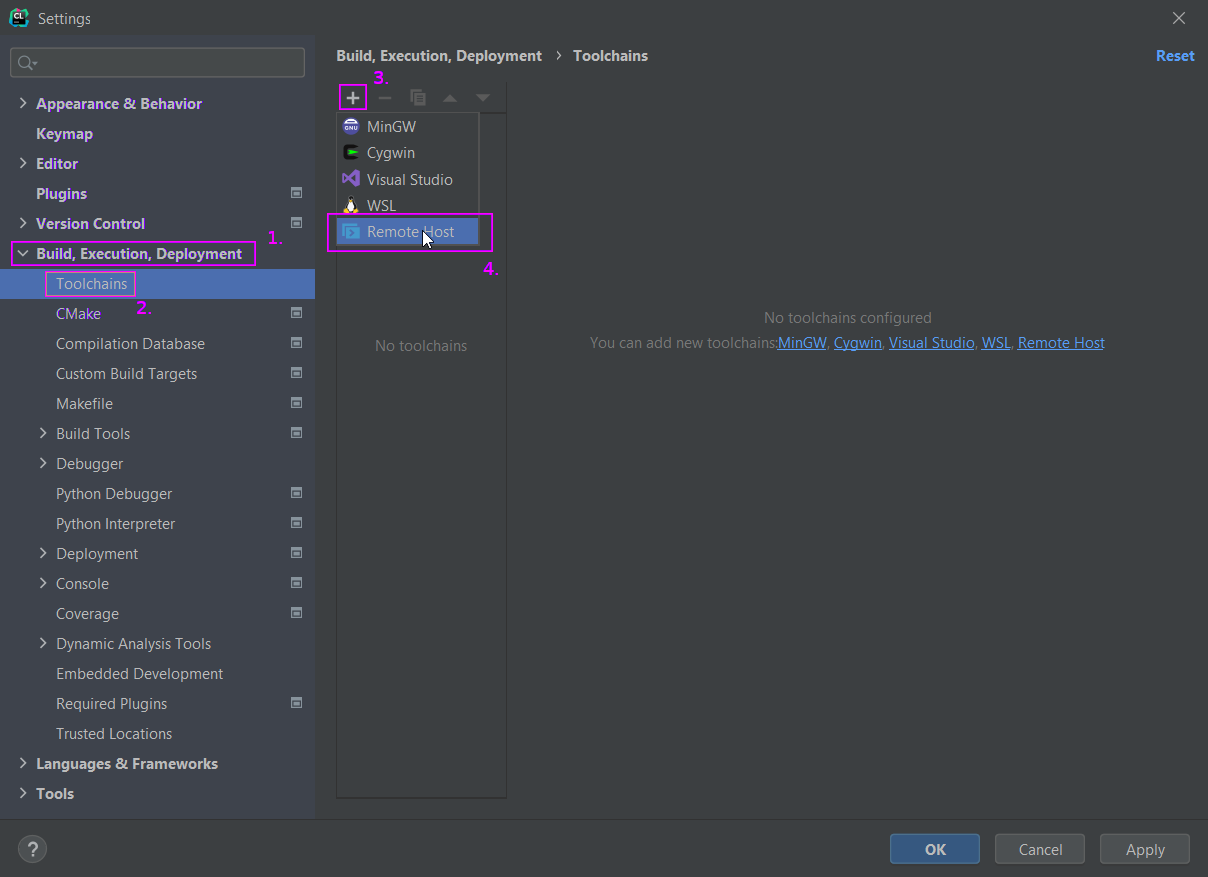 CL Settings
Build, Execution, Deployment › Toolchains
Reset
3.
Appearance & Behavior
Keymap
Editor
Plugins
Version Control
1.
Build, Execution, Deployment
Toolchains
2.
CMake
Compilation Database
Custom Build Targets
Makefile
Build Tools
Debugger
Python Debugger
Python Interpreter
Deployment
Console
Coverage
Dynamic Analysis Tools
Embedded Development
Required Plugins
Trusted Locations
Languages & Frameworks
Tools
GNU MinGW
Cygwin
Visual Studio
WSL
Remote Host
4.
No toolchains
No toolchains configured
You can add new toolchains:MinGW, Cygwin, Visual Studio, WSL, Remote Host
?
OK
Cancel
Apply